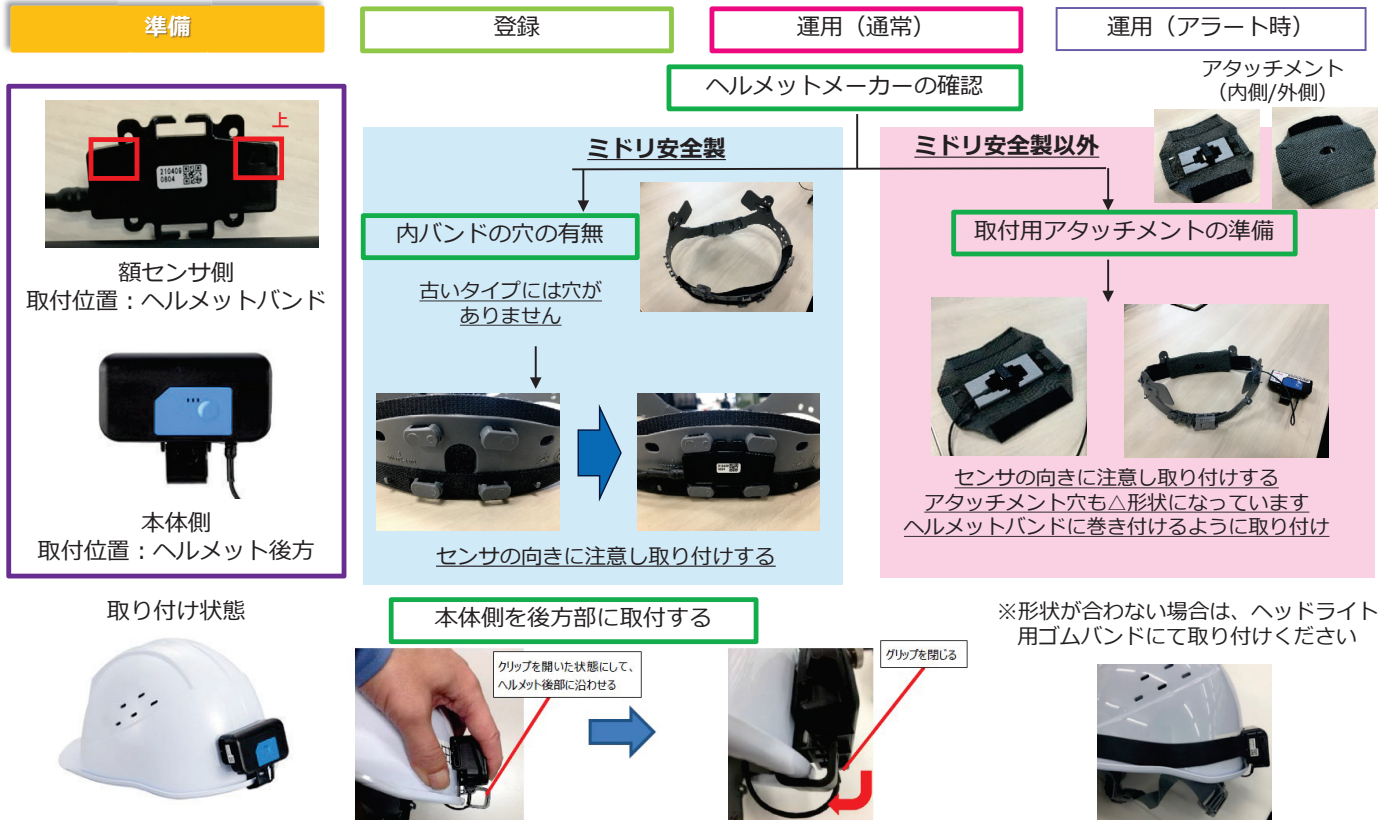 準備
登録
運用（通常）
運用（アラート時）
ヘルメットメーカーの確認
アタッチメント
（内側/外側）
上
210409
0804
額センサ側
取付位置：ヘルメットバンド
本体側
取付位置：ヘルメット後方
ミドリ安全製
内バンドの穴の有無
古いタイプには穴が
ありません
センサの向きに注意し取り付けする
ミドリ安全製以外
取付用アタッチメントの準備
センサの向きに注意し取り付けする
アタッチメント穴も△形状になっています
ヘルメットバンドに巻き付けるように取り付け
取り付け状態
本体側を後方部に取付する
クリップを開いた状態にして、
ヘルメット後部に沿わせる
グリップを閉じる
※形状が合わない場合は、ヘッドライト
用ゴムバンドにて取り付けください